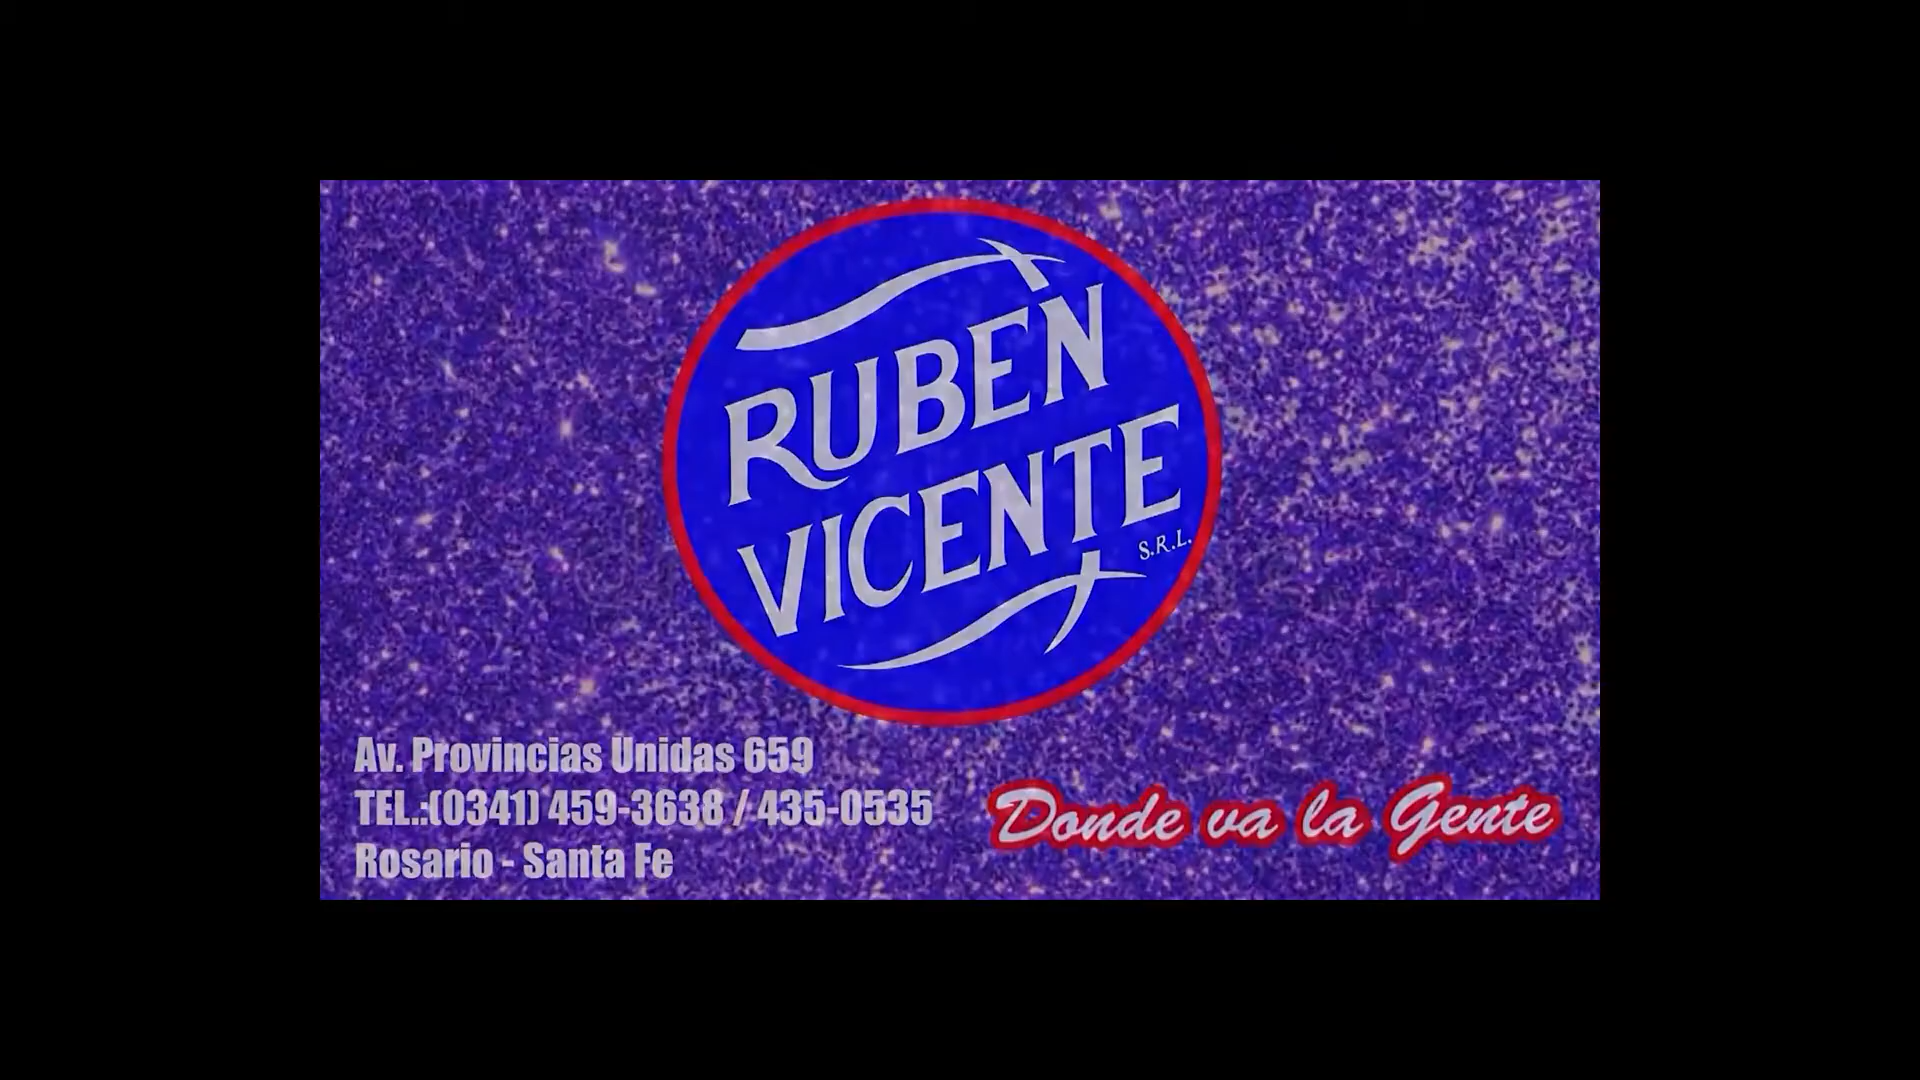 RUBEN
VICENTE
S.R.L.
Av. Provincias Unidas 659
TEL.:(0341) 459-3638 / 435-0535
Rosario - Santa Fe
Donde va la Gente